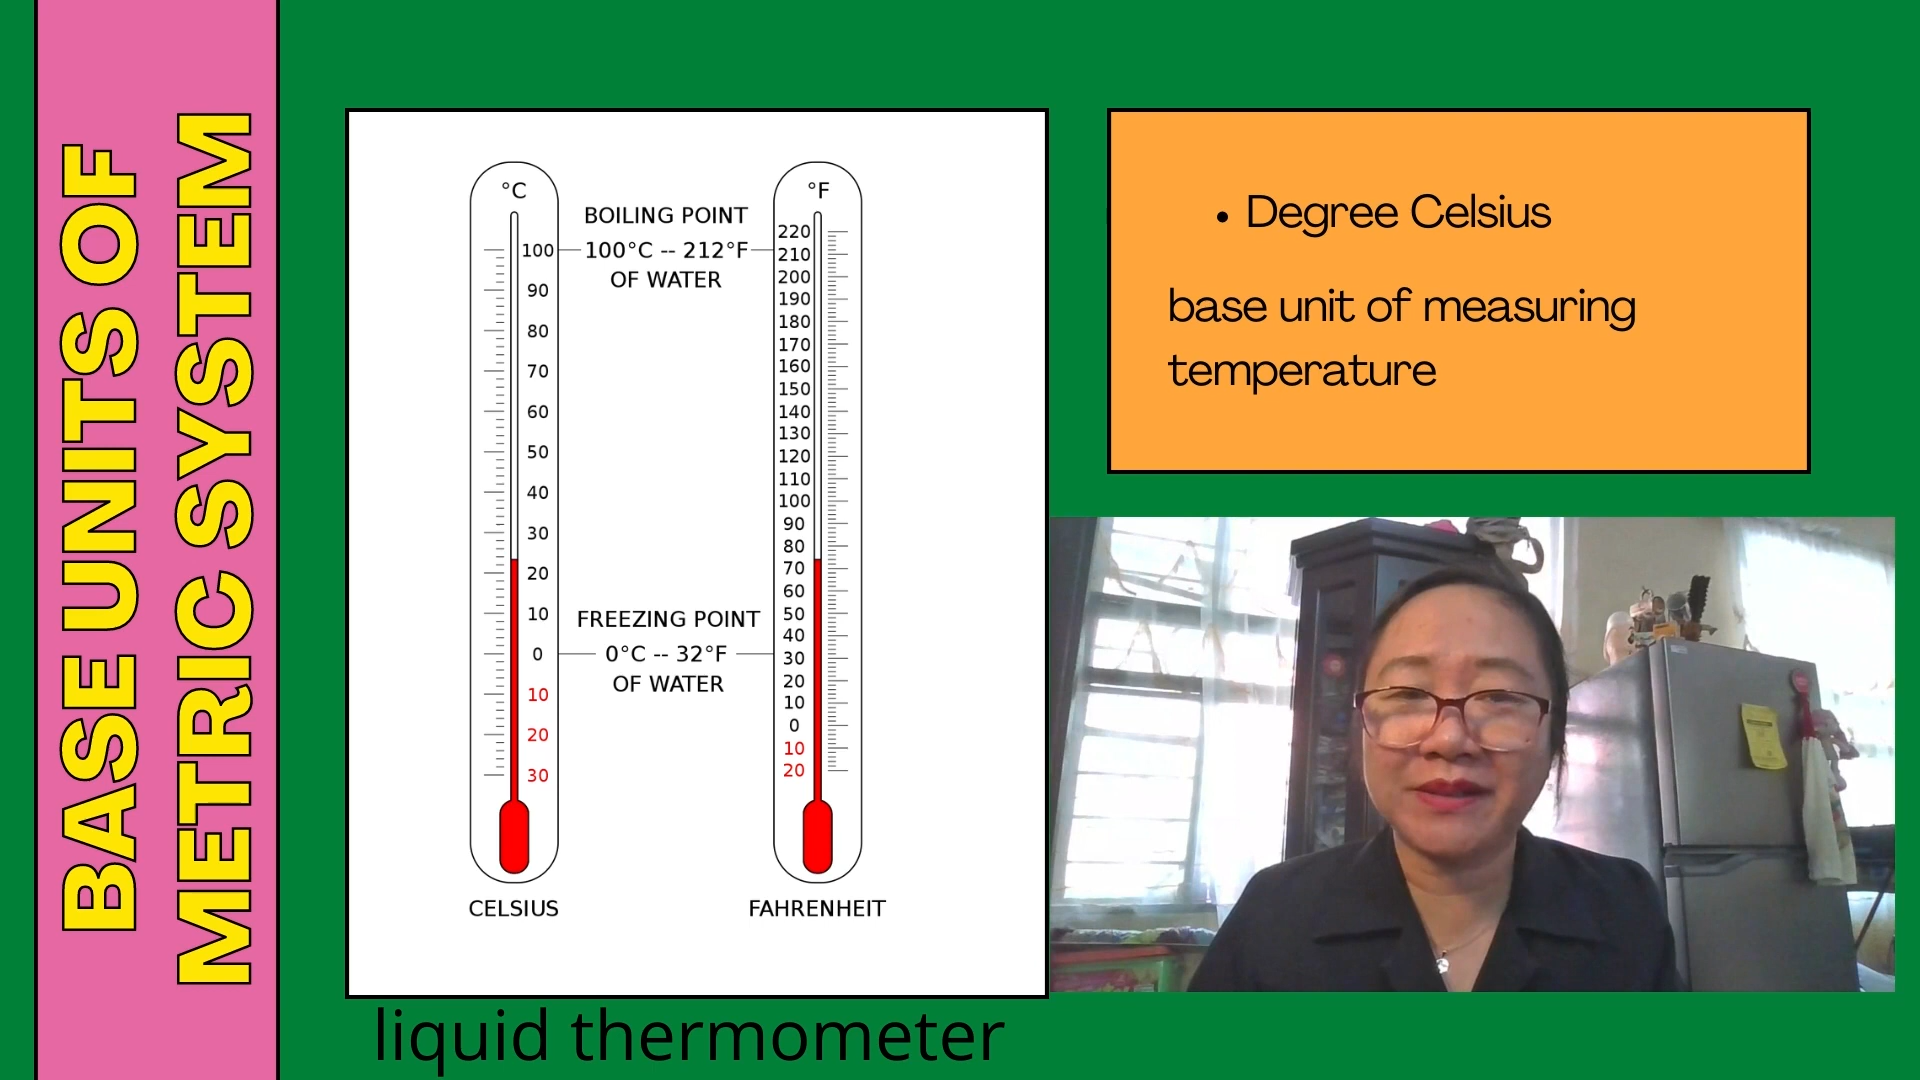 BASE UNITS OF
METRIC SYSTEM
°C
100
90
80
70
60
50
40
30
20
10
0
10
20
30
CELSIUS
BOILING POINT
100°C -- 212°F
OF WATER
FREEZING POINT
0°C -- 32°F
OF WATER
°F
220
210
200
190
180
170
160
150
140
130
120
110
100
90
80
70
60
50
40
30
20
10
0
10
20
FAHRENHEIT
liquid thermometer
• Degree Celsius
base unit of measuring
temperature